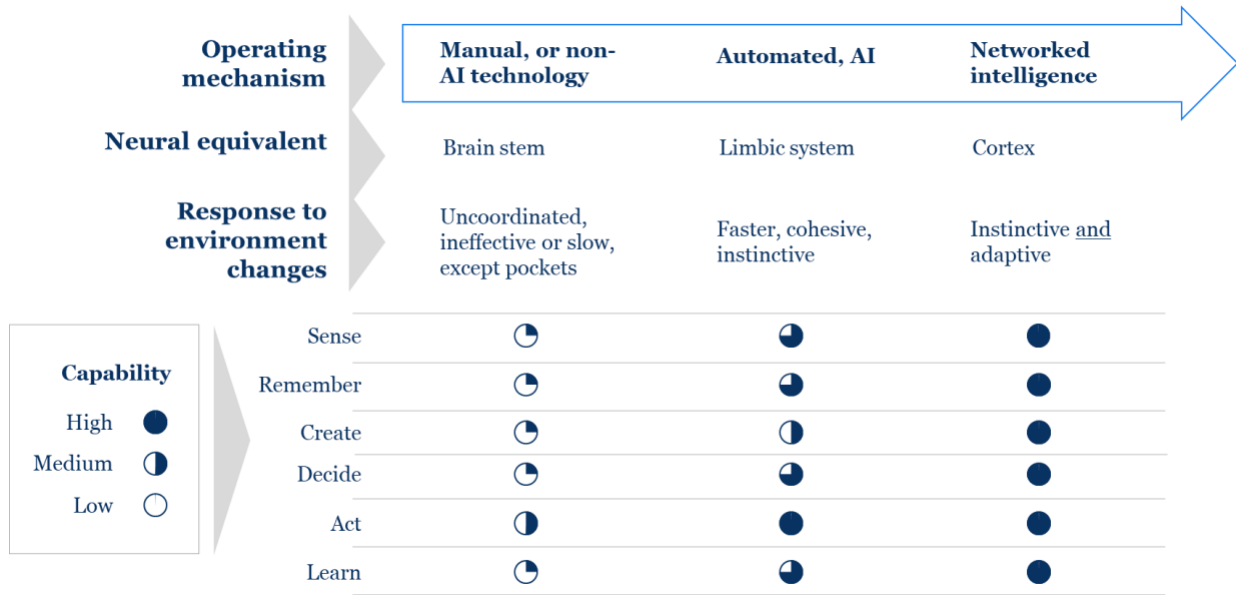 Operating
mechanism
Manual, or non-
AI technology
Automated, AI
Networked
intelligence
Neural equivalent
Brain stem
Limbic system
Cortex
Response to
environment
changes
Uncoordinated,
ineffective or slow,
except pockets
Faster, cohesive,
instinctive
Instinctive and
adaptive
Capability
High
Medium
Low
Sense
Remember
Create
Decide
Act
Learn